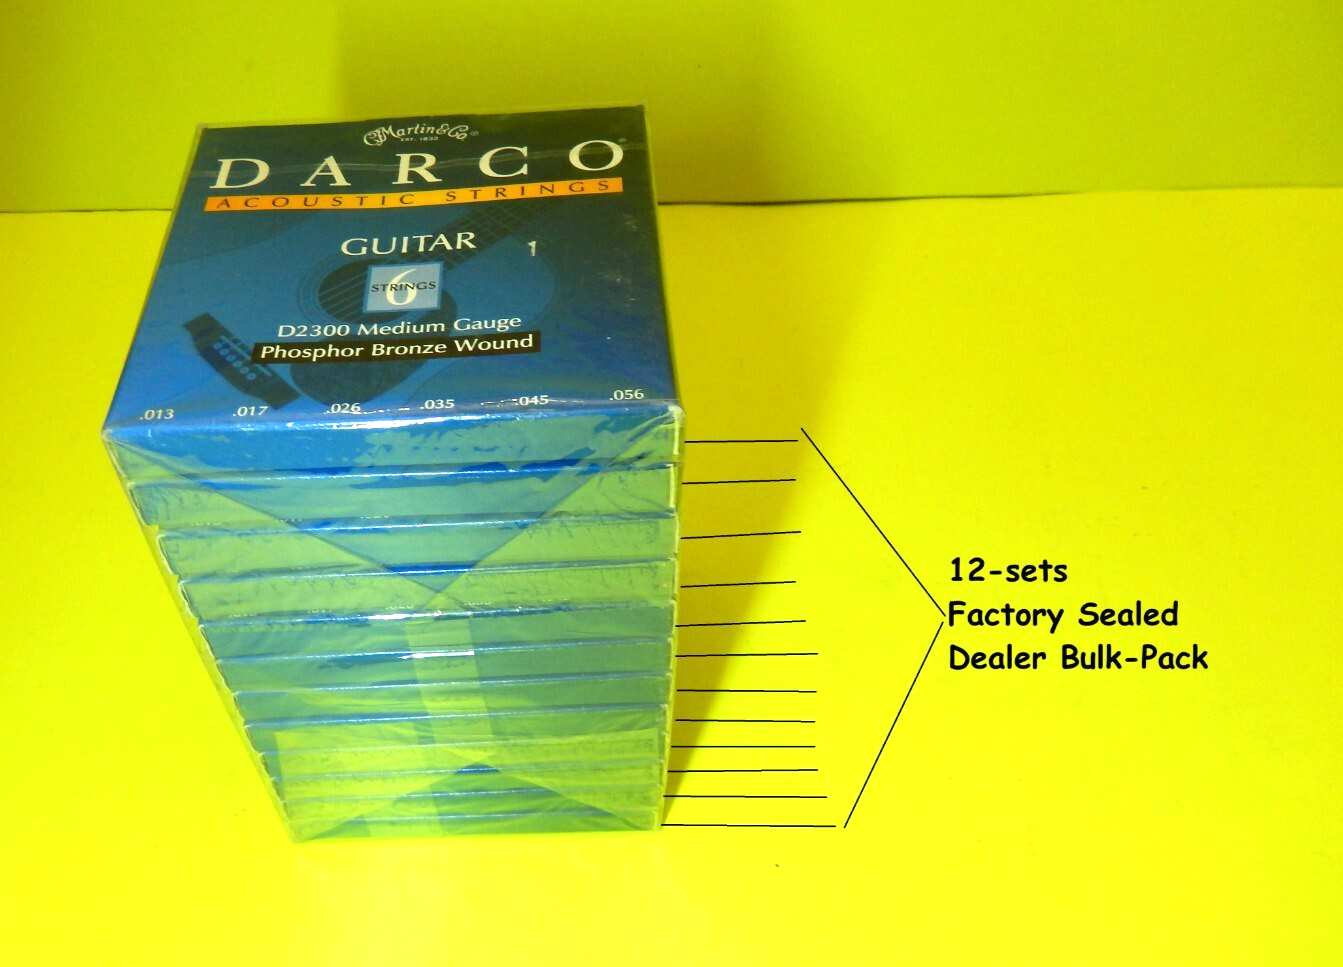 Martin & Co.®
EST. 1833
DARCO®
ACOUSTIC STRINGS
GUITAR
6
STRINGS
D2300 Medium Gauge
Phosphor Bronze Wound
.013 .017 .026 .035 .045 .056
12-sets
Factory Sealed
Dealer Bulk-Pack